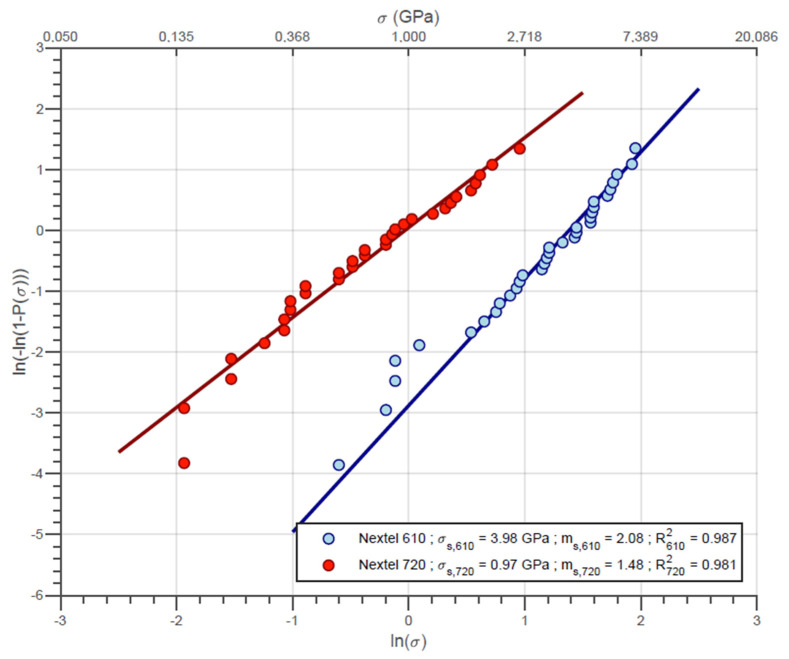 σ (GPa)
0.050 0.135 0.368 1.000 2.718 7.389 20.086
3
2
1
0
-1
-2
-3
-4
-5
-6
ln(-ln(1-P(σ)))
Nextel 610 ; σs,610 = 3.98 GPa ; ms,610 = 2.08 ; R²610 = 0.987
Nextel 720 ; σs,720 = 0.97 GPa ; ms,720 = 1.48 ; R²720 = 0.981
-3 -2 -1 0 1 2 3
ln(σ)